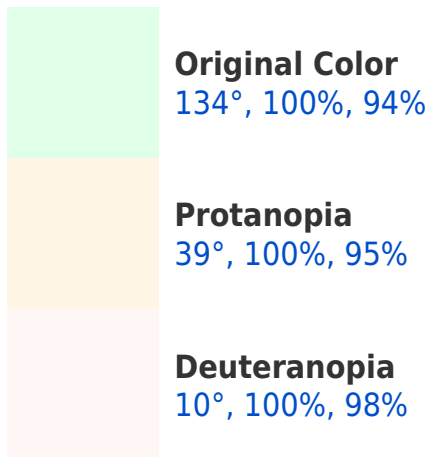 Original Color
134°, 100%, 94%
Protanopia
39°, 100%, 95%
Deuteranopia
10°, 100%, 98%